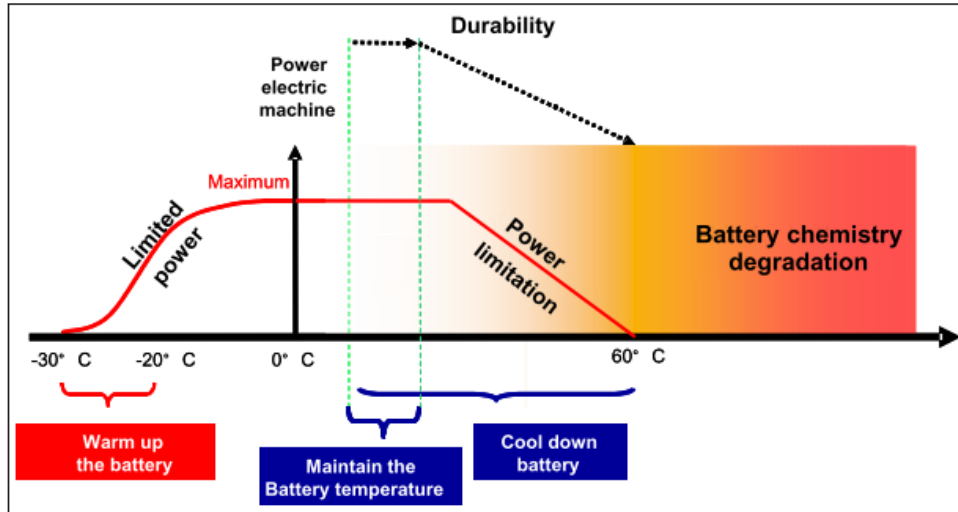 Durability
Power
electric
machine
Maximum
Limited
power
Power
limitation
Battery chemistry
degradation
-30° C
-20° C
0° C
60° C
Warm up
the battery
Maintain the
Battery temperature
Cool down
battery